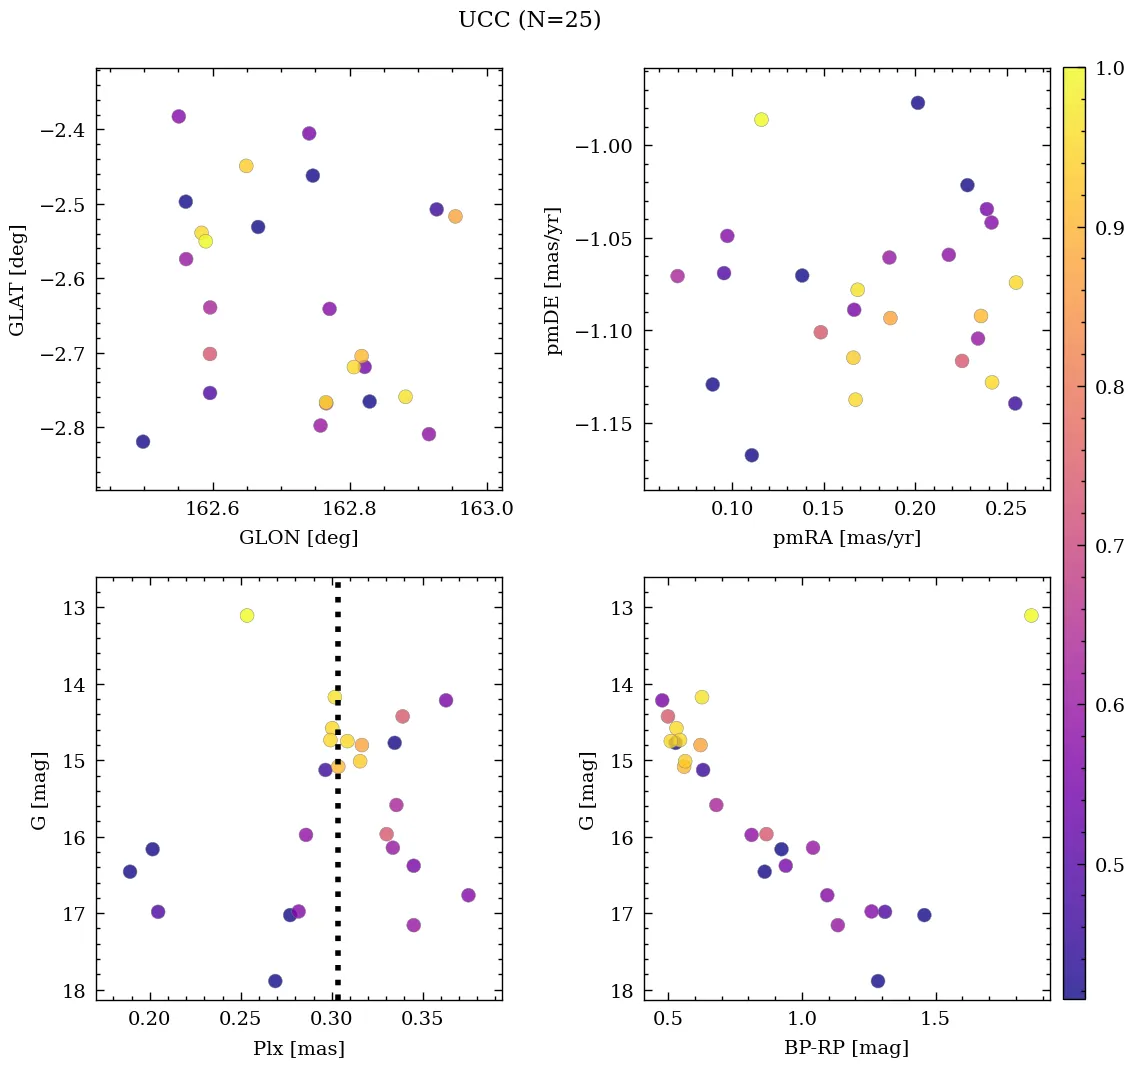 UCC (N=25)
−2.4
−2.5
−2.6
−2.7
−2.8
GLAT [deg]
162.6 162.8 163.0
GLON [deg]
−1.00
−1.05
−1.10
−1.15
pmDE [mas/yr]
0.10 0.15 0.20 0.25
pmRA [mas/yr]
1.0
0.9
0.8
0.7
0.6
0.5
13
14
15
16
17
18
G [mag]
0.20 0.25 0.30 0.35
Plx [mas]
13
14
15
16
17
18
G [mag]
0.5 1.0 1.5
BP-RP [mag]